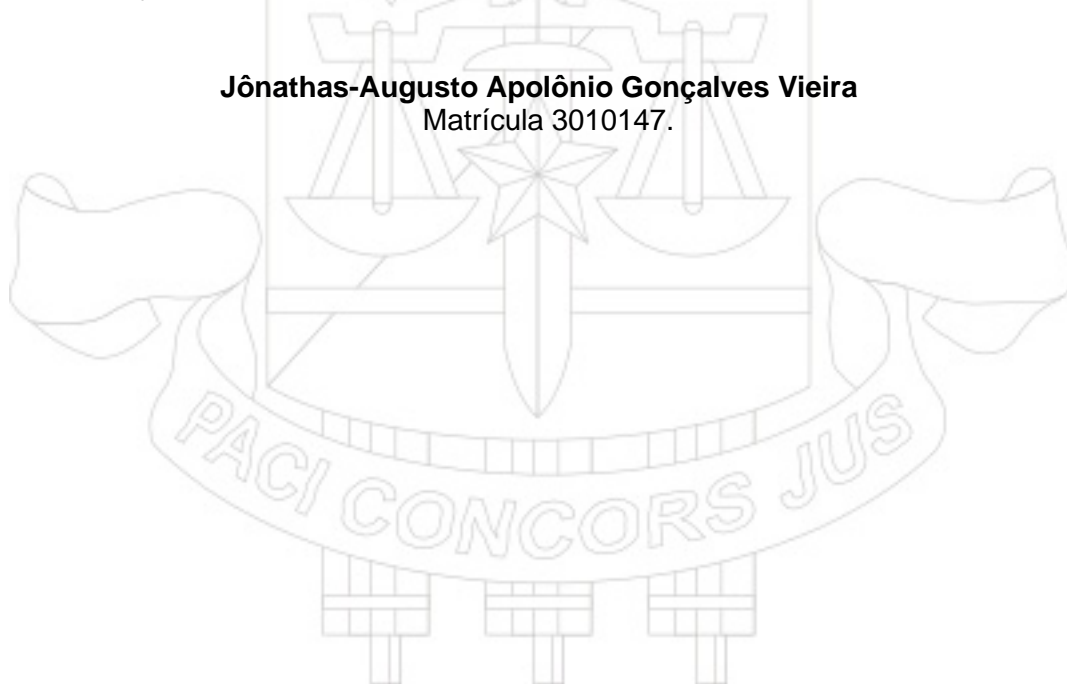 Jônathas-Augusto Apolônio Gonçalves Vieira
Matrícula 3010147.
PACI CONCORS JUS